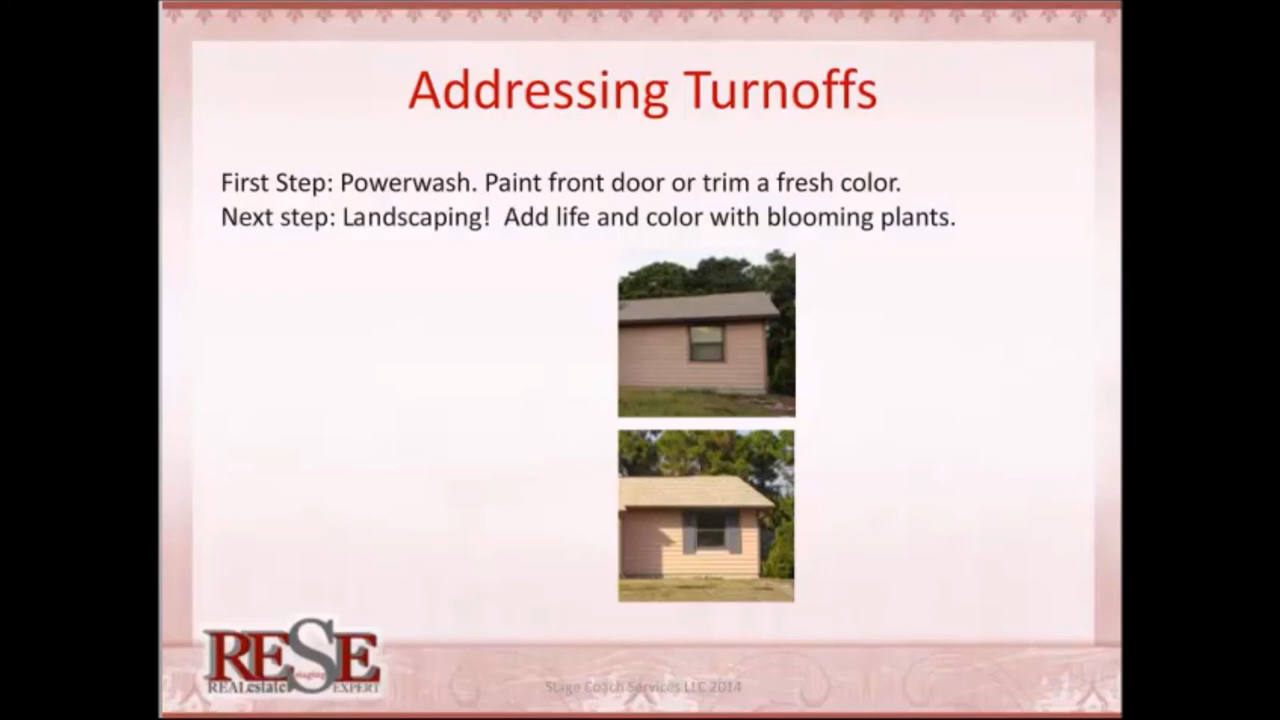 Addressing Turnoffs
First Step: Powerwash. Paint front door or trim a fresh color.
Next step: Landscaping!  Add life and color with blooming plants.
RESE
staging
REALestate EXPERT
Stage Coach Services LLC 2014